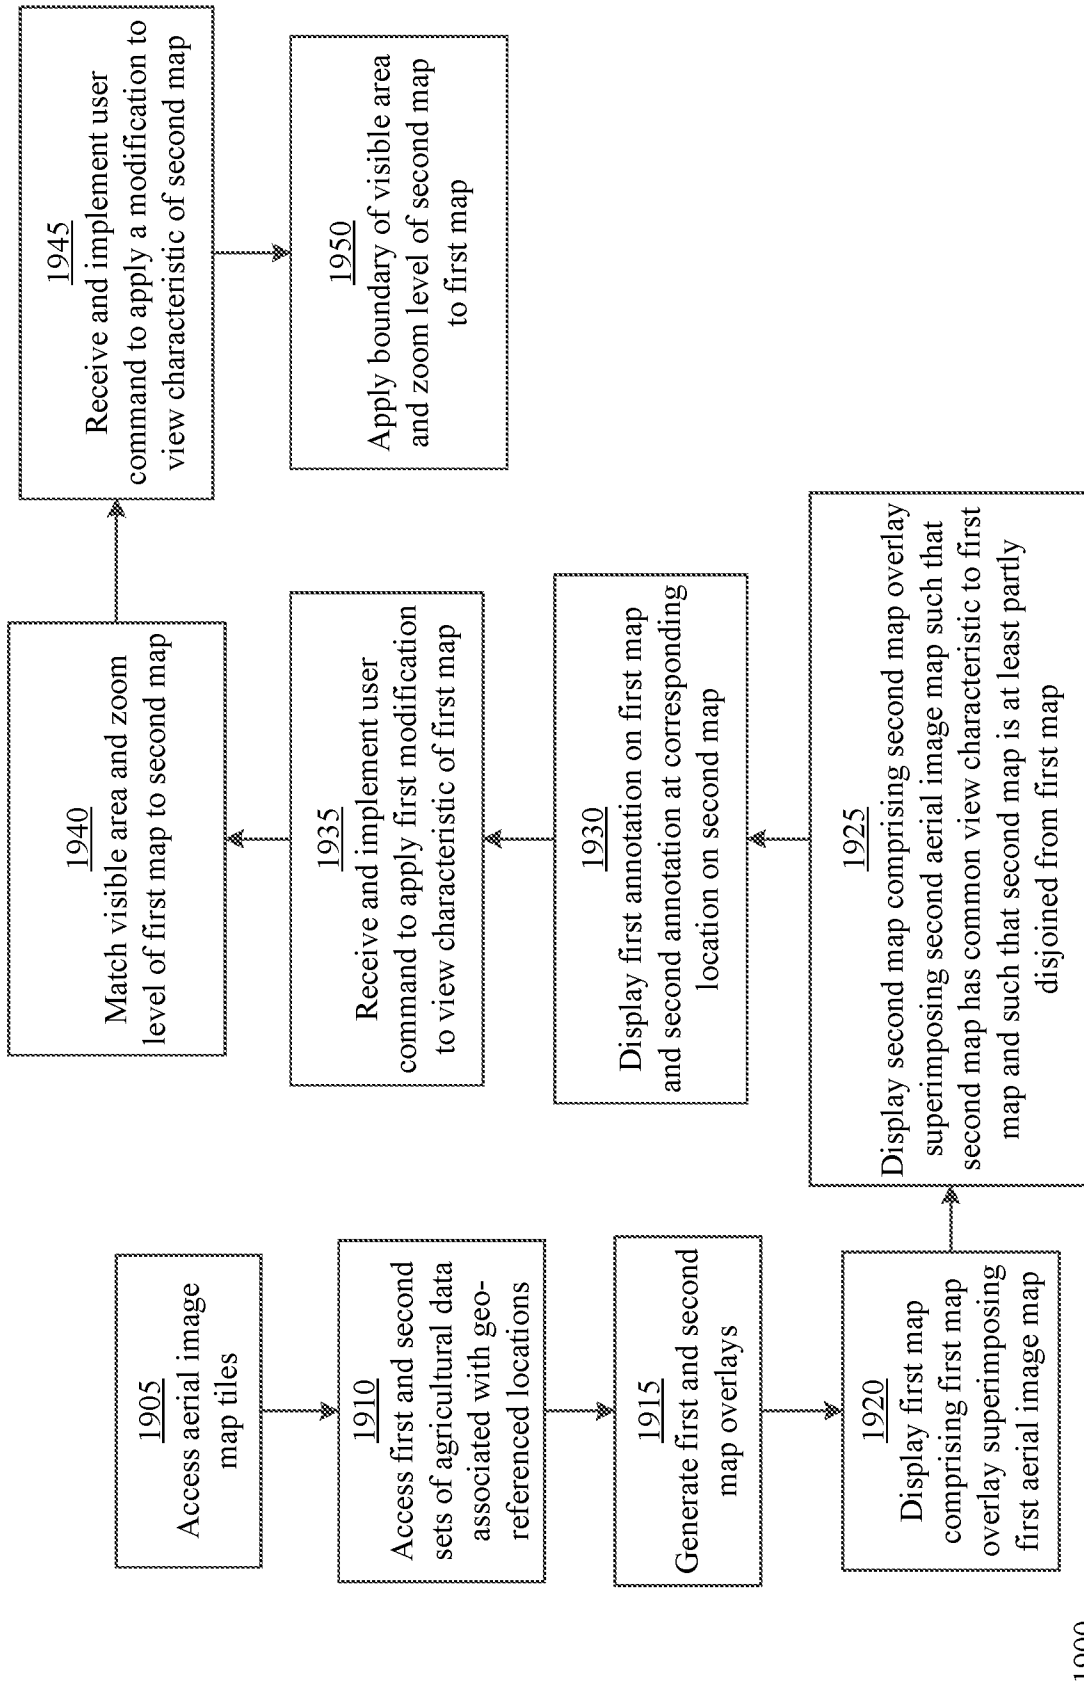 1905
Access aerial image
map tiles
1910
Access first and second
sets of agricultural data
associated with geo-
referenced locations
1915
Generate first and second
map overlays
1920
Display first map
comprising first map
overlay superimposing
first aerial image map
1925
Display second map comprising second map overlay
superimposing second aerial image map such that
second map has common view characteristic to first
map and such that second map is at least partly
disjoined from first map
1930
Display first annotation on first map
and second annotation at corresponding
location on second map
1935
Receive and implement user
command to apply first modification
to view characteristic of first map
1940
Match visible area and zoom
level of first map to second map
1945
Receive and implement user
command to apply a modification to
view characteristic of second map
1950
Apply boundary of visible area
and zoom level of second map
to first map